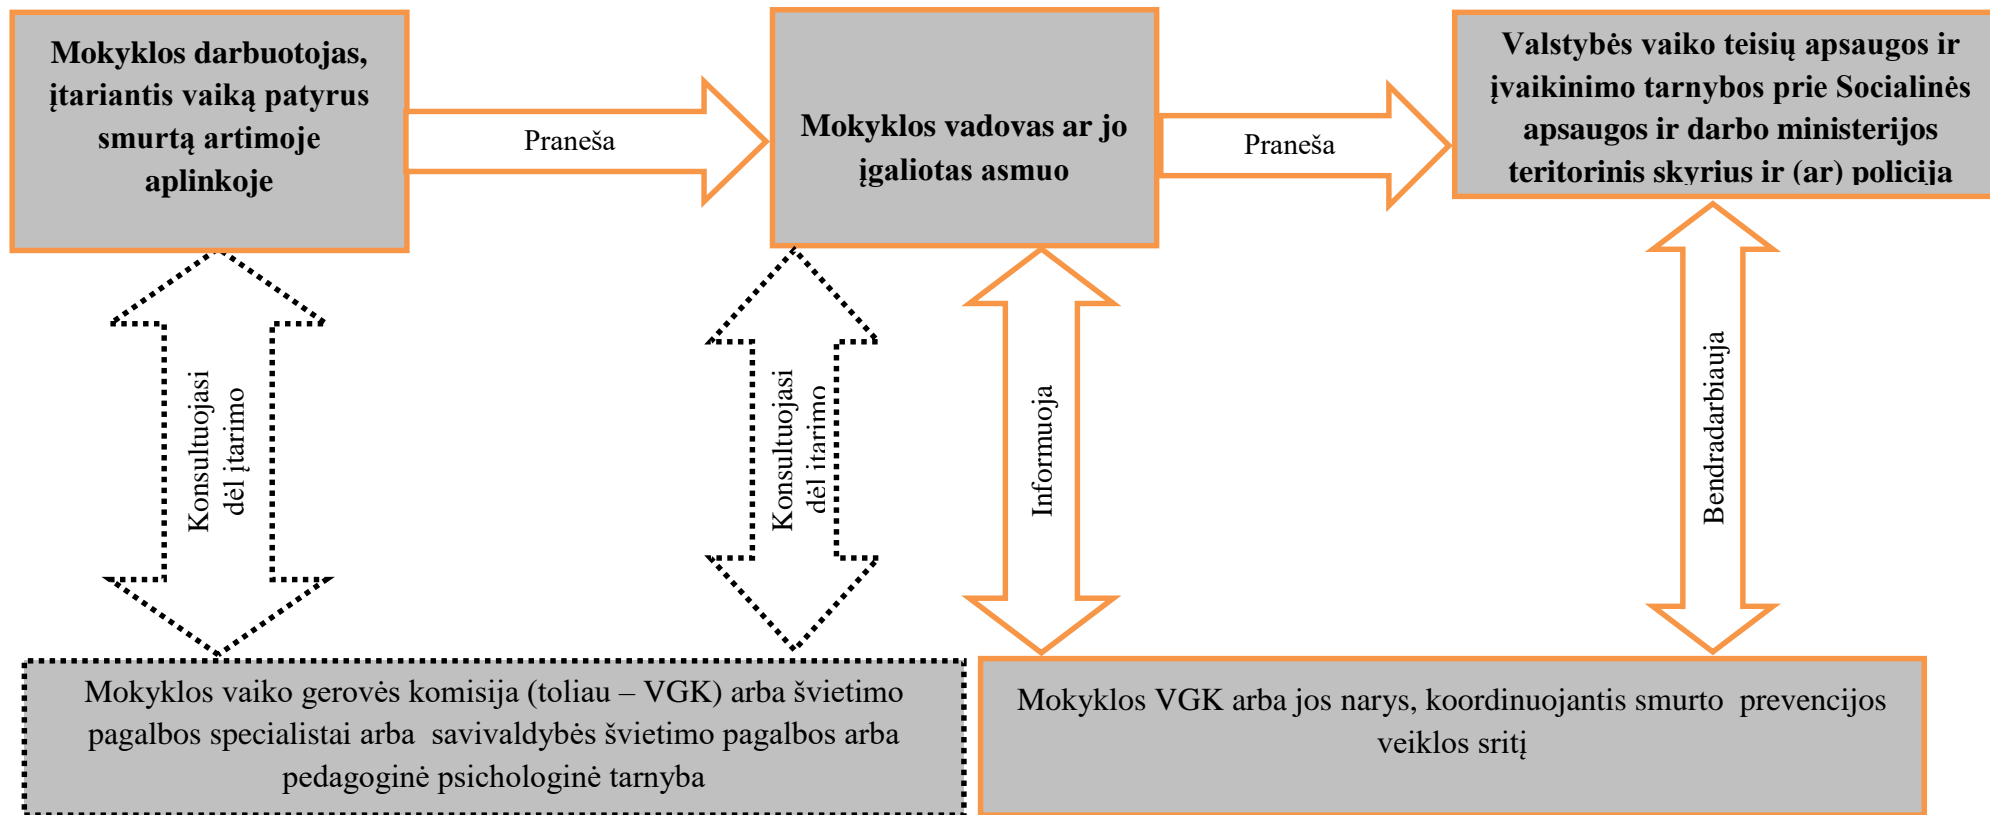 Mokyklos darbuotojas,
įtariantis vaiką patyrus
smurtą artimoje
aplinkoje
Praneša
Mokyklos vadovas ar jo
įgaliotas asmuo
Praneša
Valstybės vaiko teisių apsaugos ir
įvaikinimo tarnybos prie Socialinės
apsaugos ir darbo ministerijos
teritorinis skyrius ir (ar) policija
Konsultuojasi
dėl įtarimo
Konsultuojasi
dėl įtarimo
Informuoja
Bendradarbiauja
Mokyklos vaiko gerovės komisija (toliau – VGK) arba švietimo
pagalbos specialistai arba  savivaldybės švietimo pagalbos arba
pedagoginė psichologinė tarnyba
Mokyklos VGK arba jos narys, koordinuojantis smurto  prevencijos
veiklos sritį